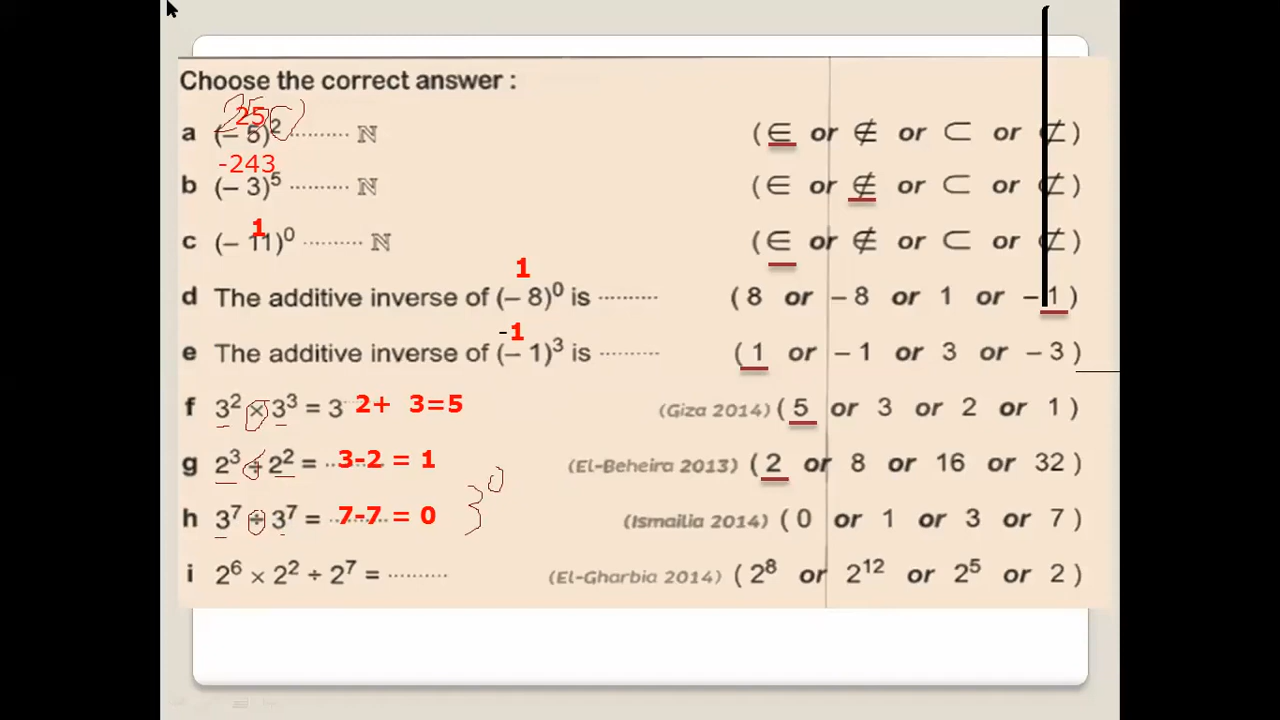 Choose the correct answer :
25
a (– 5)² ·········· ℕ (∈ or ∉ or ⊂ or ⊄)
-243
b (– 3)⁵ ·········· ℕ (∈ or ∉ or ⊂ or ⊄)
1
c (– 11)⁰ ·········· ℕ (∈ or ∉ or ⊂ or ⊄)
1
d The additive inverse of (– 8)⁰ is ·········· ( 8 or – 8 or 1 or – 1 )
-1
e The additive inverse of (– 1)³ is ·········· ( 1 or – 1 or 3 or – 3 )
f 3² × 3³ = 3 2+ 3=5 (Giza 2014) ( 5 or 3 or 2 or 1 )
g 2³ ÷ 2² = 3-2 = 1 (El-Beheira 2013) ( 2 or 8 or 16 or 32 )
h 3⁷ ÷ 3⁷ = 7-7 = 0 3⁰ (Ismailia 2014) ( 0 or 1 or 3 or 7 )
i 2⁶ × 2² ÷ 2⁷ = ·········· (El-Gharbia 2014) ( 2⁸ or 2¹² or 2⁵ or 2 )